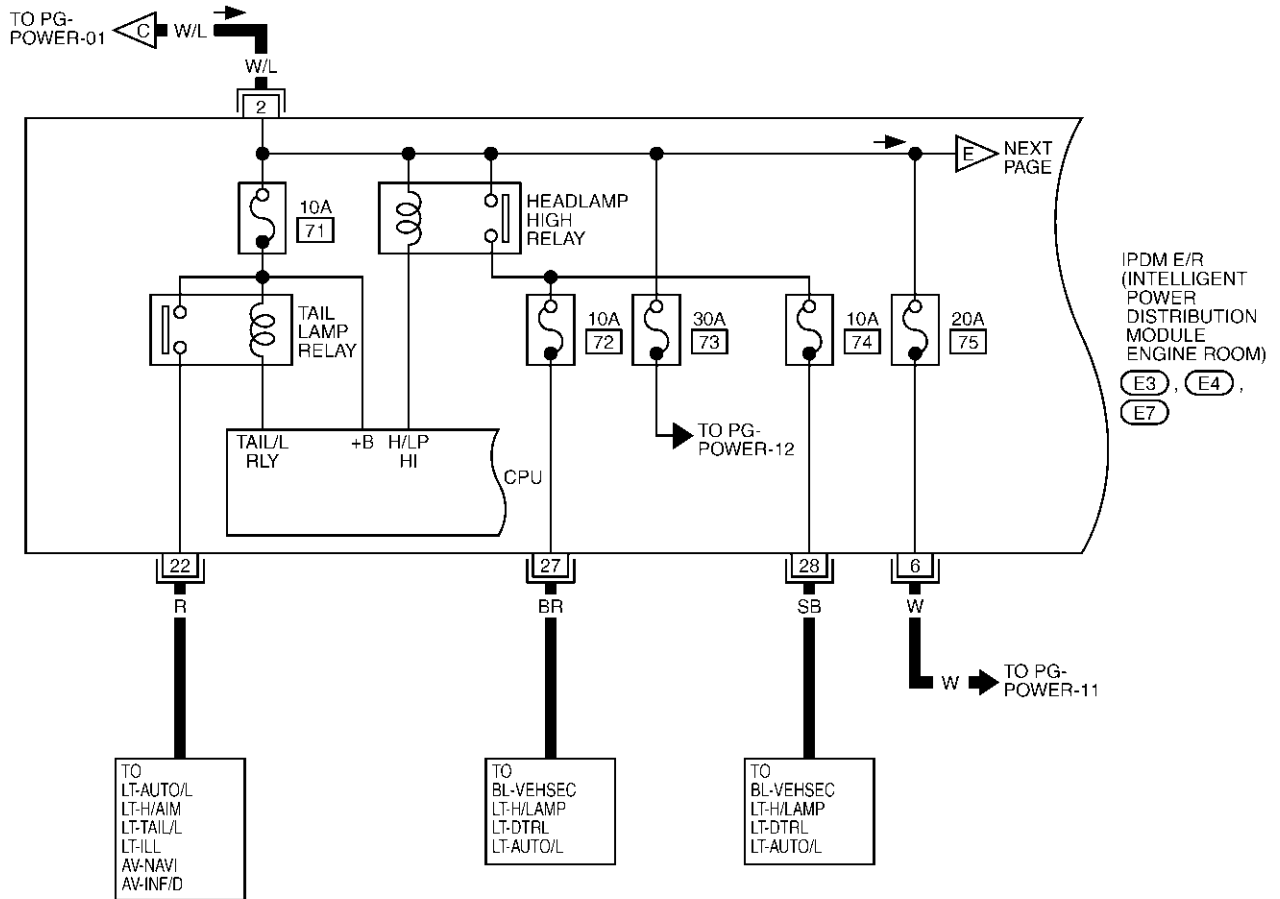 TO PG-
POWER-01
C
W/L
W/L
2
E
NEXT
PAGE
10A
71
HEADLAMP
HIGH
RELAY
TAIL
LAMP
RELAY
10A
72
30A
73
10A
74
20A
75
IPDM E/R
(INTELLIGENT
POWER
DISTRIBUTION
MODULE
ENGINE ROOM)
E3 , E4 ,
E7
TAIL/L
RLY
+B
H/LP
HI
CPU
TO PG-
POWER-12
22
27
28
6
R
BR
SB
W
W
TO PG-
POWER-11
TO
LT-AUTO/L
LT-H/AIM
LT-TAIL/L
LT-ILL
AV-NAVI
AV-INF/D
TO
BL-VEHSEC
LT-H/LAMP
LT-DTRL
LT-AUTO/L
TO
BL-VEHSEC
LT-H/LAMP
LT-DTRL
LT-AUTO/L